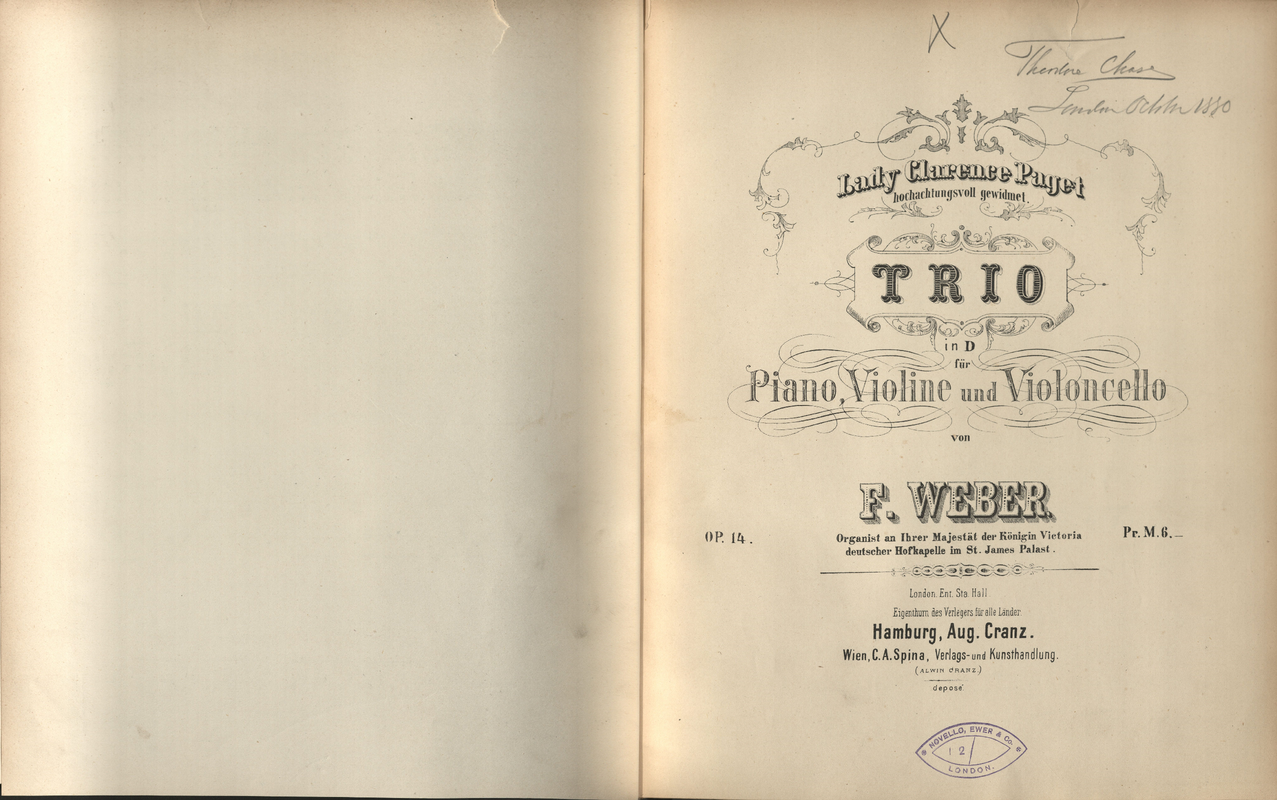 X
Theodore Chase
London October 1880
Lady Clarence Paget
hochachtungsvoll gewidmet.
TRIO
in D
für
Piano, Violine und Violoncello
von
F. WEBER.
Organist an Ihrer Majestät der Königin Victoria
deutscher Hofkapelle im St. James Palast.
OP. 14.
Pr. M. 6._
London. Ent. Sta. Hall.
Eigenthum des Verlegers für alle Länder.
Hamburg, Aug. Cranz.
Wien, C. A. Spina, Verlags- und Kunsthandlung.
(ALWIN CRANZ.)
deposé
NOVELLO, EWER & Co.
12/
LONDON.